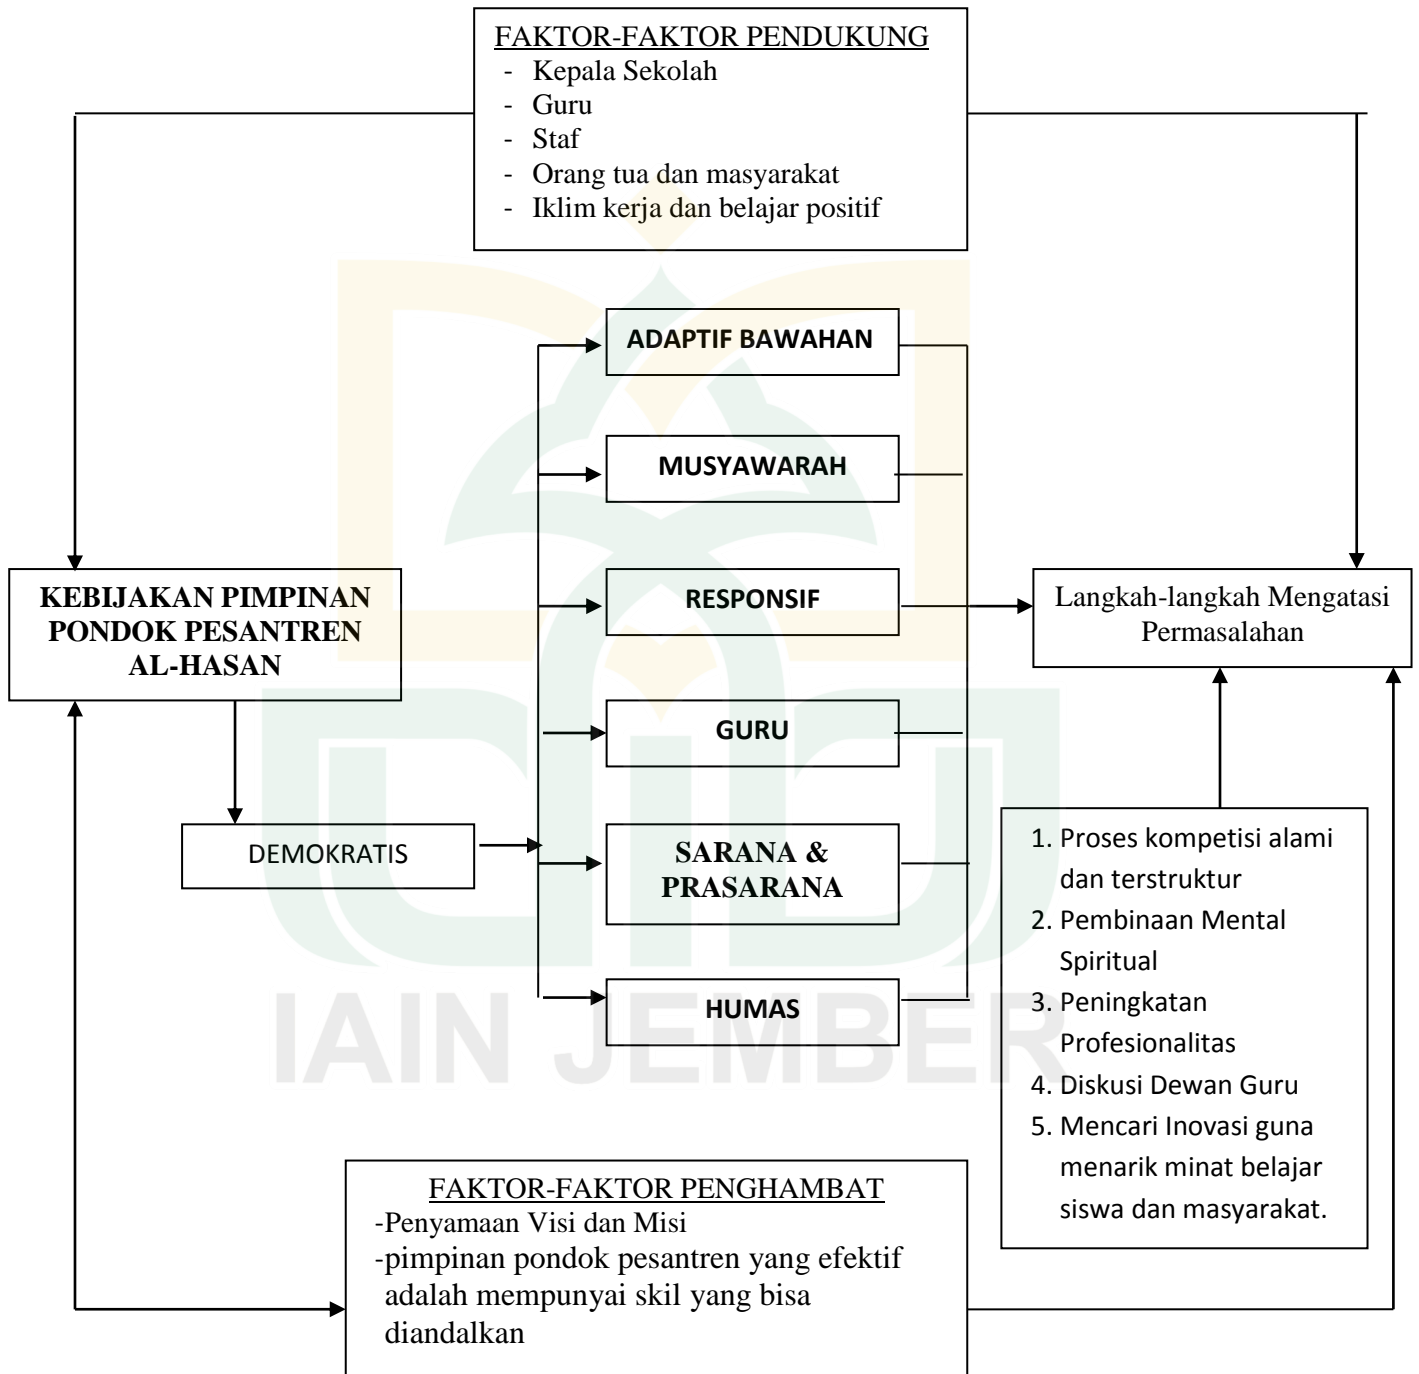 FAKTOR-FAKTOR PENDUKUNG
- Kepala Sekolah
- Guru
- Staf
- Orang tua dan masyarakat
- Iklim kerja dan belajar positif
ADAPTIF BAWAHAN
MUSYAWARAH
KEBIJAKAN PIMPINAN
PONDOK PESANTREN
AL-HASAN
RESPONSIF
Langkah-langkah Mengatasi
Permasalahan
GURU
DEMOKRATIS
SARANA &
PRASARANA
HUMAS
1. Proses kompetisi alami
dan terstruktur
2. Pembinaan Mental
Spiritual
3. Peningkatan
Profesionalitas
4. Diskusi Dewan Guru
5. Mencari Inovasi guna
menarik minat belajar
siswa dan masyarakat.
IAIN JEMBER
FAKTOR-FAKTOR PENGHAMBAT
-Penyamaan Visi dan Misi
-pimpinan pondok pesantren yang efektif
adalah mempunyai skil yang bisa
diandalkan